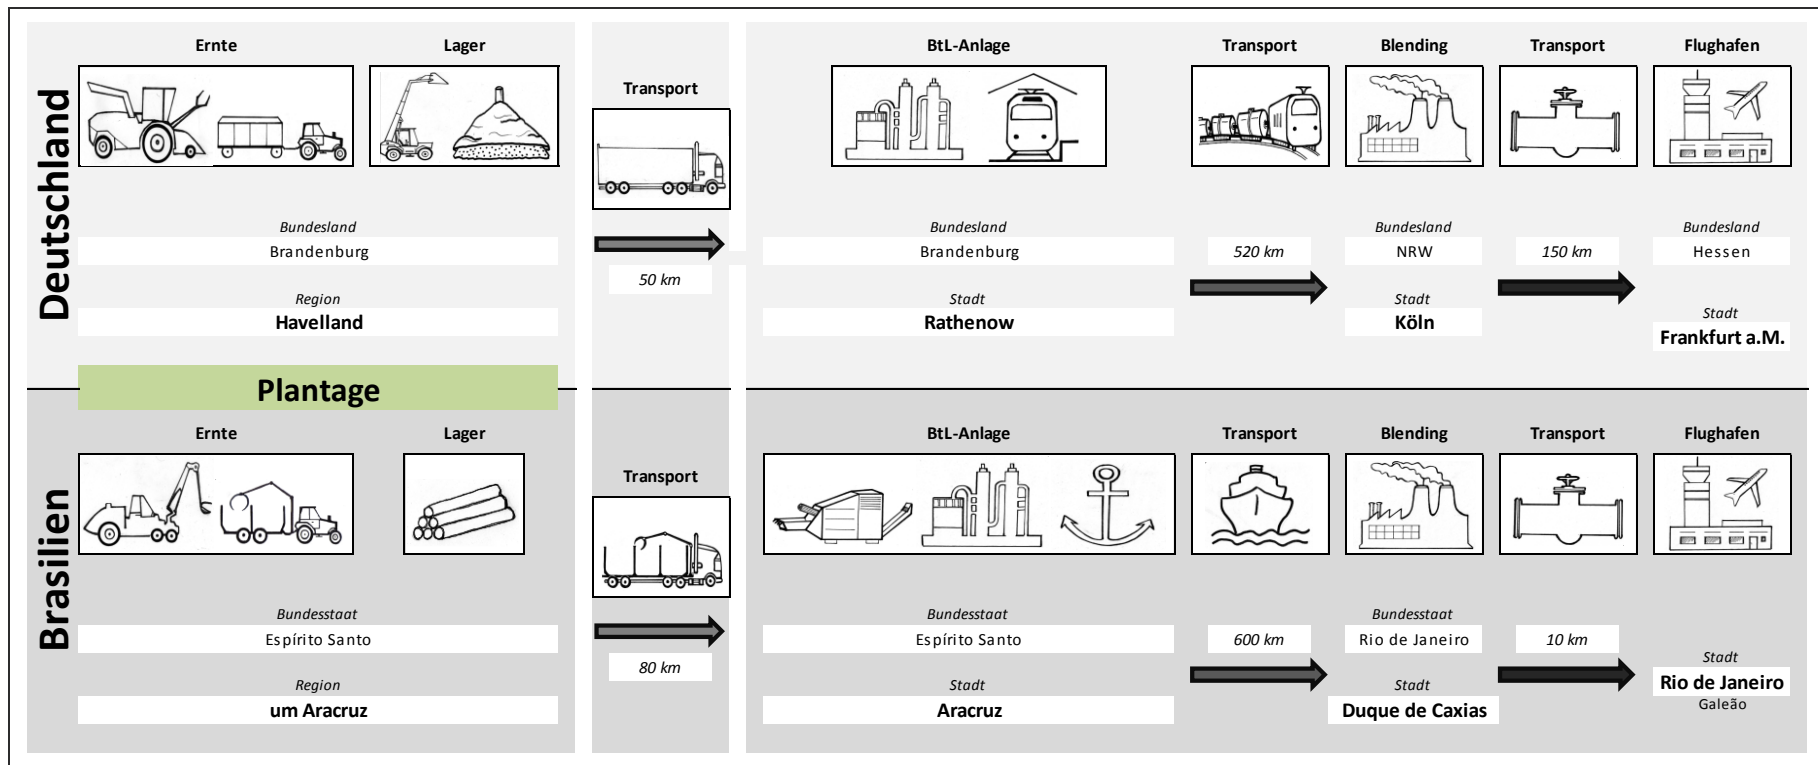 Deutschland
Ernte
Lager
Bundesland
Brandenburg
Region
Havelland
Transport
50 km
BtL-Anlage
Bundesland
Brandenburg
Stadt
Rathenow
Transport
520 km
Blending
Bundesland
NRW
Stadt
Köln
Transport
150 km
Flughafen
Bundesland
Hessen
Stadt
Frankfurt a.M.
Plantage
Brasilien
Ernte
Lager
Bundesstaat
Espírito Santo
Region
um Aracruz
Transport
80 km
BtL-Anlage
Bundesstaat
Espírito Santo
Stadt
Aracruz
Transport
600 km
Blending
Bundesstaat
Rio de Janeiro
Stadt
Duque de Caxias
Transport
10 km
Flughafen
Stadt
Rio de Janeiro
Galeão